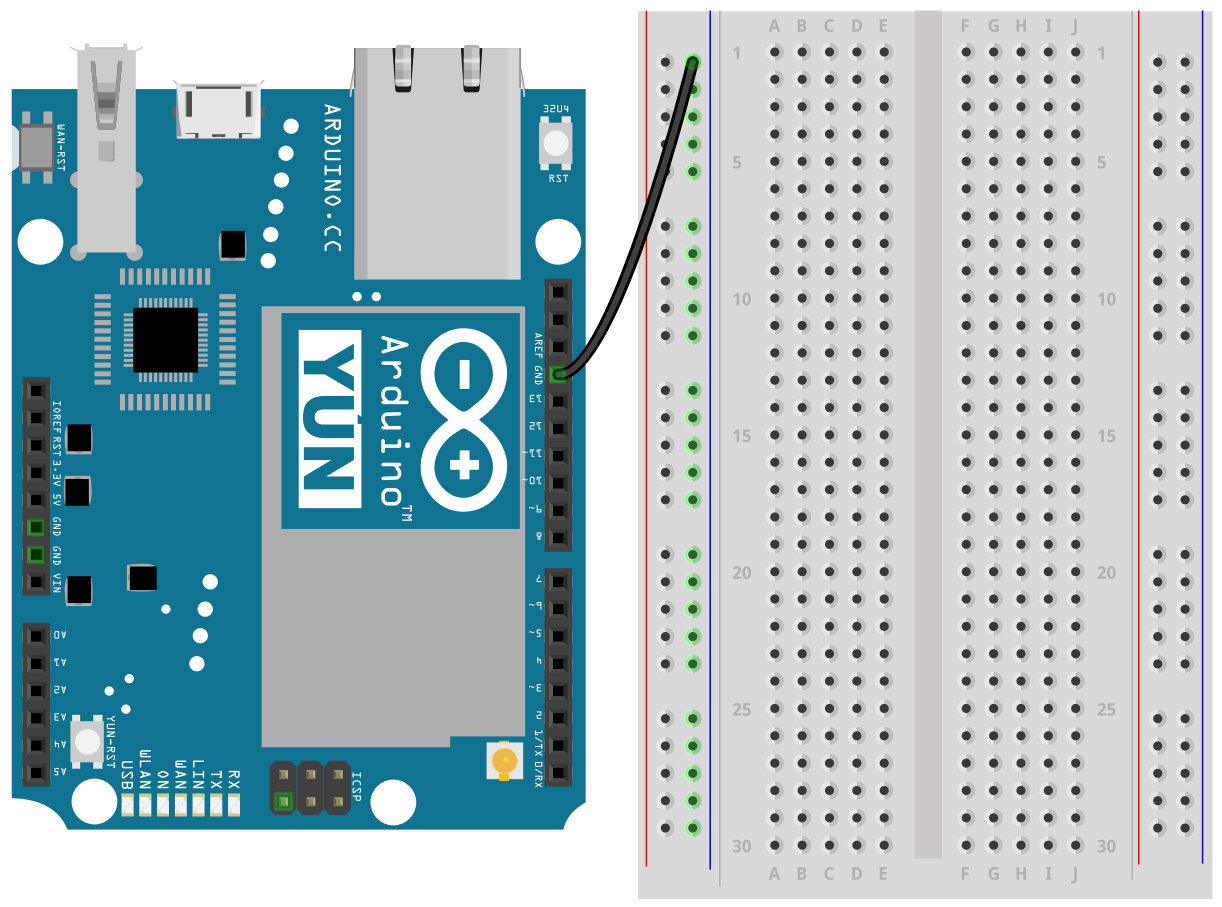 WAN-RST
ARDUINO.CC
32U4
RST
YÚN
Arduino™
IOREF
RST
3.3V
5V
GND
GND
VIN
A0
A1
A2
A3
A4
A5
AREF
GND
13
12
~11
~10
~9
8
7
~6
~5
4
~3
2
1/TX
0/RX
YUN-RST
USB
WLAN
ON
WAN
LIN
TX
RX
ICSP
A B C D E F G H I J
1 1
5 5
10 10
15 15
20 20
25 25
30 30
A B C D E F G H I J